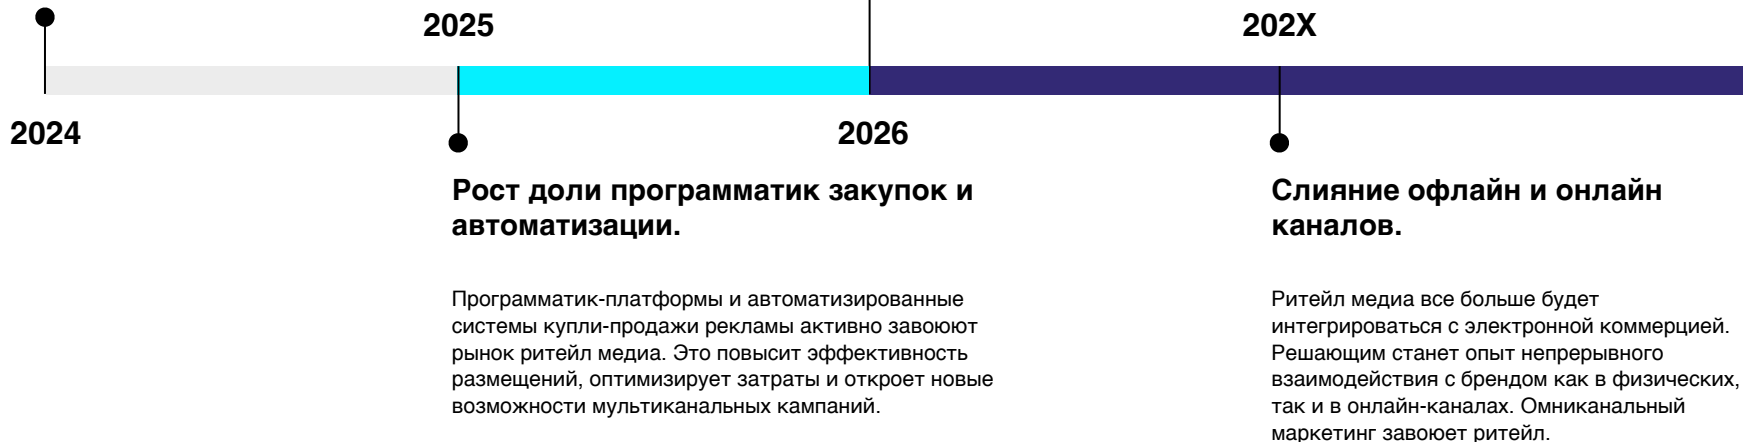 2025
202X
2024
2026
Рост доли программатик закупок и
автоматизации.
Программатик-платформы и автоматизированные
системы купли-продажи рекламы активно завоюют
рынок ритейл медиа. Это повысит эффективность
размещений, оптимизирует затраты и откроет новые
возможности мультиканальных кампаний.
Слияние офлайн и онлайн
каналов.
Ритейл медиа все больше будет
интегрироваться с электронной коммерцией.
Решающим станет опыт непрерывного
взаимодействия с брендом как в физических,
так и в онлайн-каналах. Омниканальный
маркетинг завоюет ритейл.